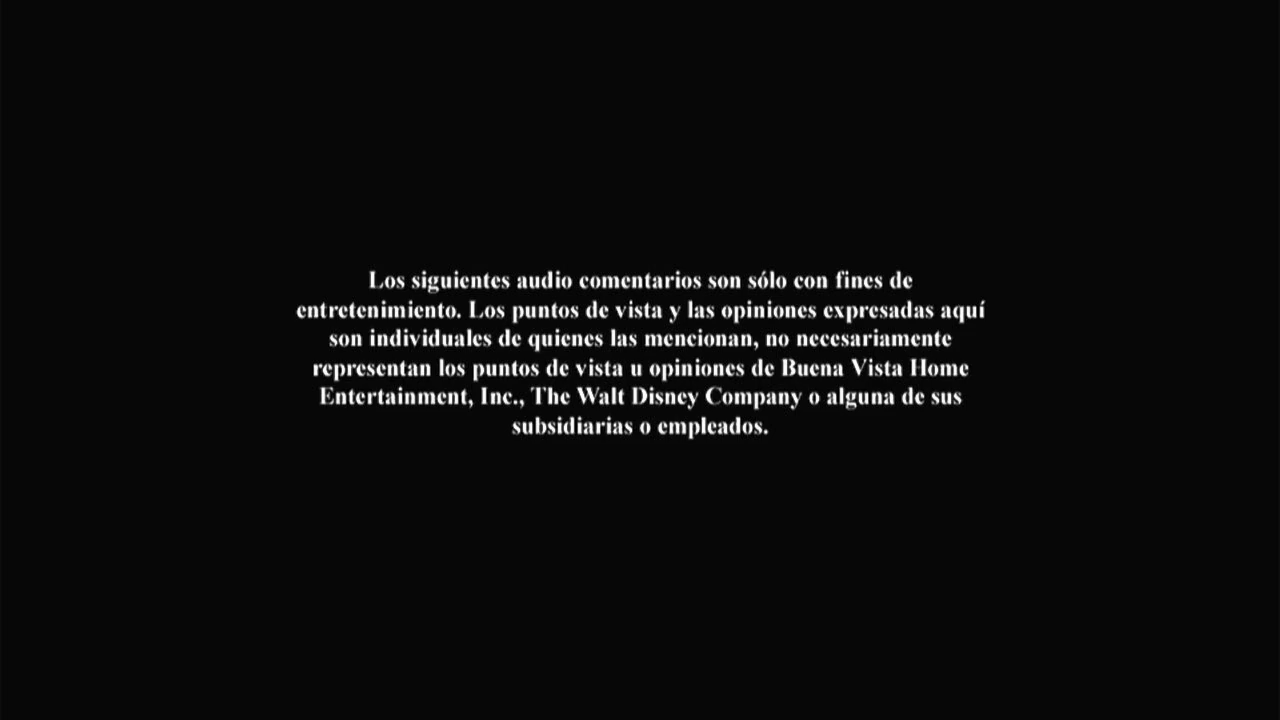 Los siguientes audio comentarios son sólo con fines de
entretenimiento. Los puntos de vista y las opiniones expresadas aquí
son individuales de quienes las mencionan, no necesariamente
representan los puntos de vista u opiniones de Buena Vista Home
Entertainment, Inc., The Walt Disney Company o alguna de sus
subsidiarias o empleados.